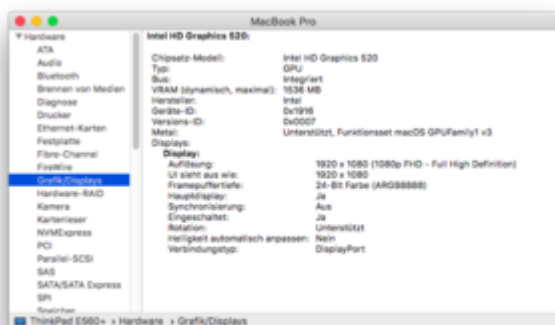 MacBook Pro
Hardware
ATA
Audio
Bluetooth
Brennen von Medien
Diagnose
Drucker
Ethernet-Karten
Festplatte
Fibre-Channel
FireWire
Grafik/Displays
Hardware-RAID
Kamera
Kartenleser
NVMExpress
PCI
Parallel-SCSI
SAS
SATA/SATA Express
SPI
Speicher
Intel HD Graphics 520:
Chipsatz-Modell: Intel HD Graphics 520
Typ: GPU
Bus: Integriert
VRAM (dynamisch, maximal): 1536 MB
Hersteller: Intel
Geräte-ID: 0x1916
Versions-ID: 0x0007
Metal: Unterstützt, Funktionsset macOS GPUFamily1 v3
Displays:
Display:
Auflösung: 1920 x 1080 (1080p FHD - Full High Definition)
UI sieht aus wie: 1920 x 1080
Framepuffertiefe: 24-Bit Farbe (ARGB8888)
Hauptdisplay: Ja
Synchronisierung: Aus
Eingeschaltet: Ja
Rotation: Unterstützt
Helligkeit automatisch anpassen: Nein
Verbindungstyp: DisplayPort
ThinkPad E560+ › Hardware › Grafik/Displays